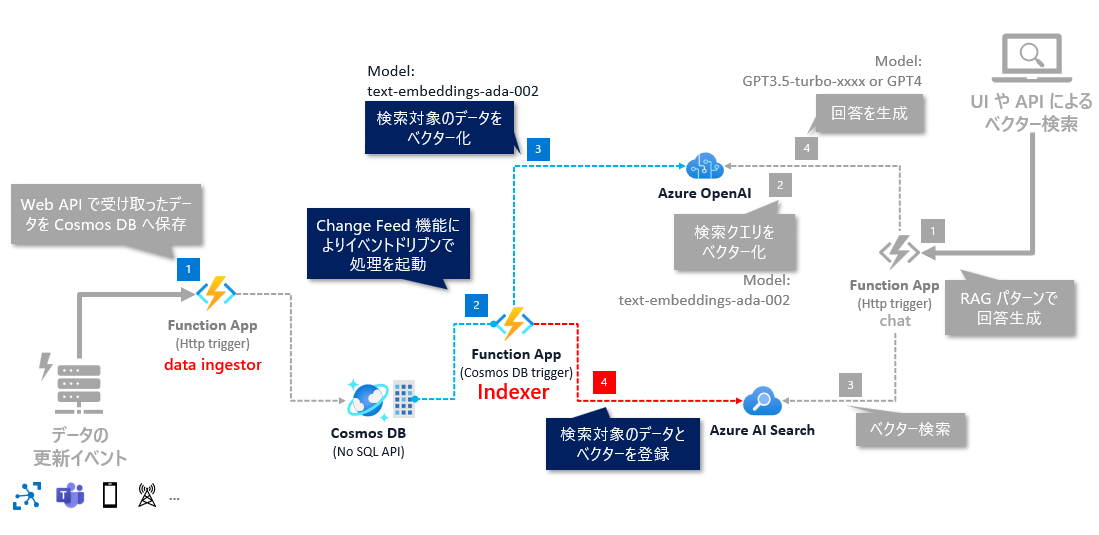 Model:
text-embeddings-ada-002
検索対象のデータを
ベクター化
3
Model:
GPT3.5-turbo-xxxx or GPT4
回答を生成
4
UI や API による
ベクター検索
Azure OpenAI
2
検索クエリを
ベクター化
Model:
text-embeddings-ada-002
Web API で受け取ったデー
タを Cosmos DB へ保存
1
Function App
(Http trigger)
data ingestor
Change Feed 機能に
よりイベントドリブンで
処理を起動
2
Function App
(Cosmos DB trigger)
Indexer
1
Function App
(Http trigger)
chat
RAG パターンで
回答生成
データの
更新イベント
T
...
Cosmos DB
(No SQL API)
4
検索対象のデータと
ベクターを登録
Azure AI Search
3
ベクター検索